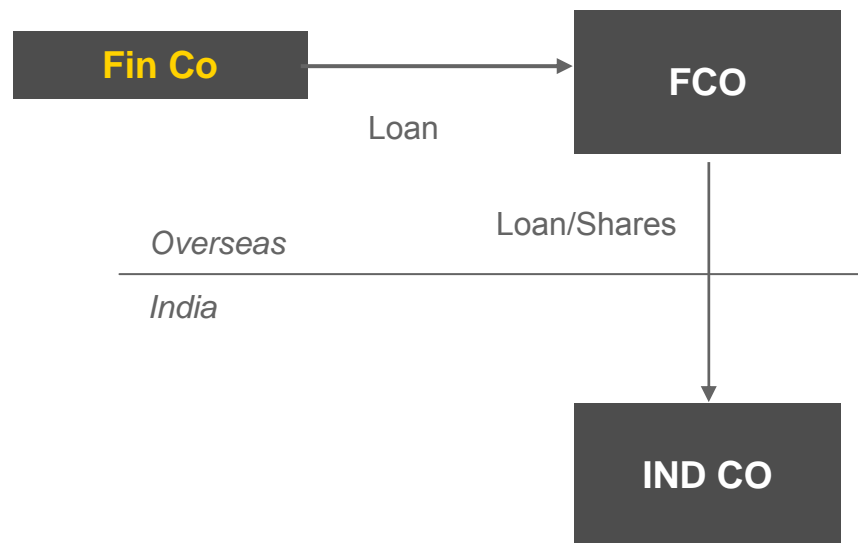 Fin Co
FCO
Loan
Loan/Shares
Overseas
India
IND CO